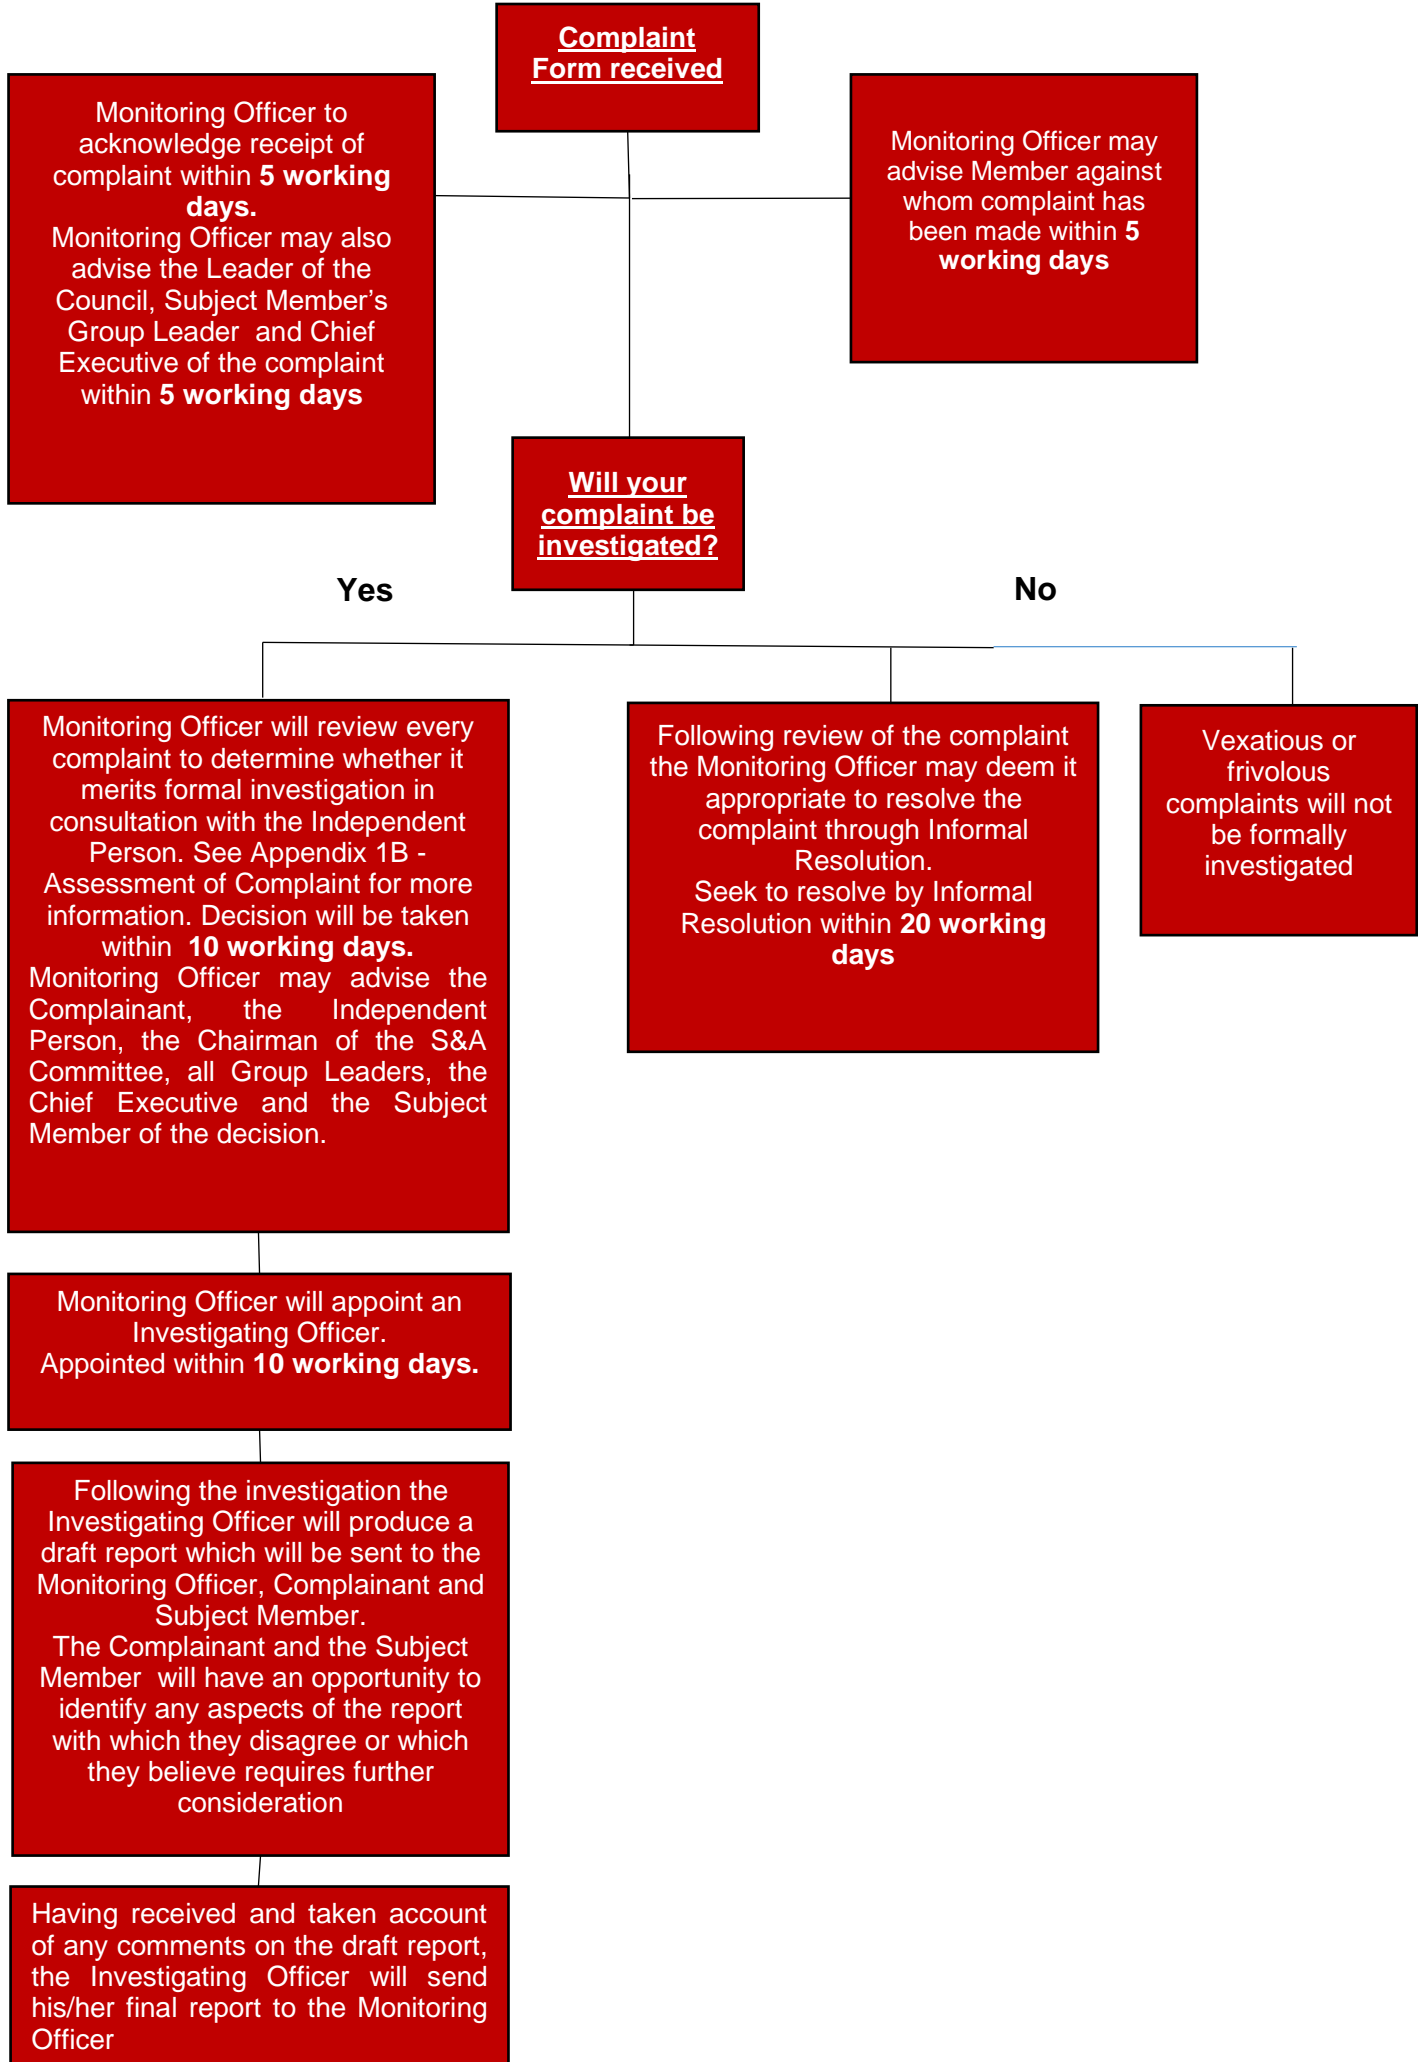 Complaint
Form received
Monitoring Officer to
acknowledge receipt of
complaint within 5 working
days.
Monitoring Officer may also
advise the Leader of the
Council, Subject Member’s
Group Leader  and Chief
Executive of the complaint
within 5 working days
Monitoring Officer may
advise Member against
whom complaint has
been made within 5
working days
Will your
complaint be
investigated?
Yes
No
Monitoring Officer will review every
complaint to determine whether it
merits formal investigation in
consultation with the Independent
Person. See Appendix 1B -
Assessment of Complaint for more
information. Decision will be taken
within  10 working days.
Monitoring Officer may advise the
Complainant, the Independent
Person, the Chairman of the S&A
Committee, all Group Leaders, the
Chief Executive and the Subject
Member of the decision.
Following review of the complaint
the Monitoring Officer may deem it
appropriate to resolve the
complaint through Informal
Resolution.
Seek to resolve by Informal
Resolution within 20 working
days
Vexatious or
frivolous
complaints will not
be formally
investigated
Monitoring Officer will appoint an
Investigating Officer.
Appointed within 10 working days.
Following the investigation the
Investigating Officer will produce a
draft report which will be sent to the
Monitoring Officer, Complainant and
Subject Member.
The Complainant and the Subject
Member  will have an opportunity to
identify any aspects of the report
with which they disagree or which
they believe requires further
consideration
Having received and taken account
of any comments on the draft report,
the Investigating Officer will send
his/her final report to the Monitoring
Officer